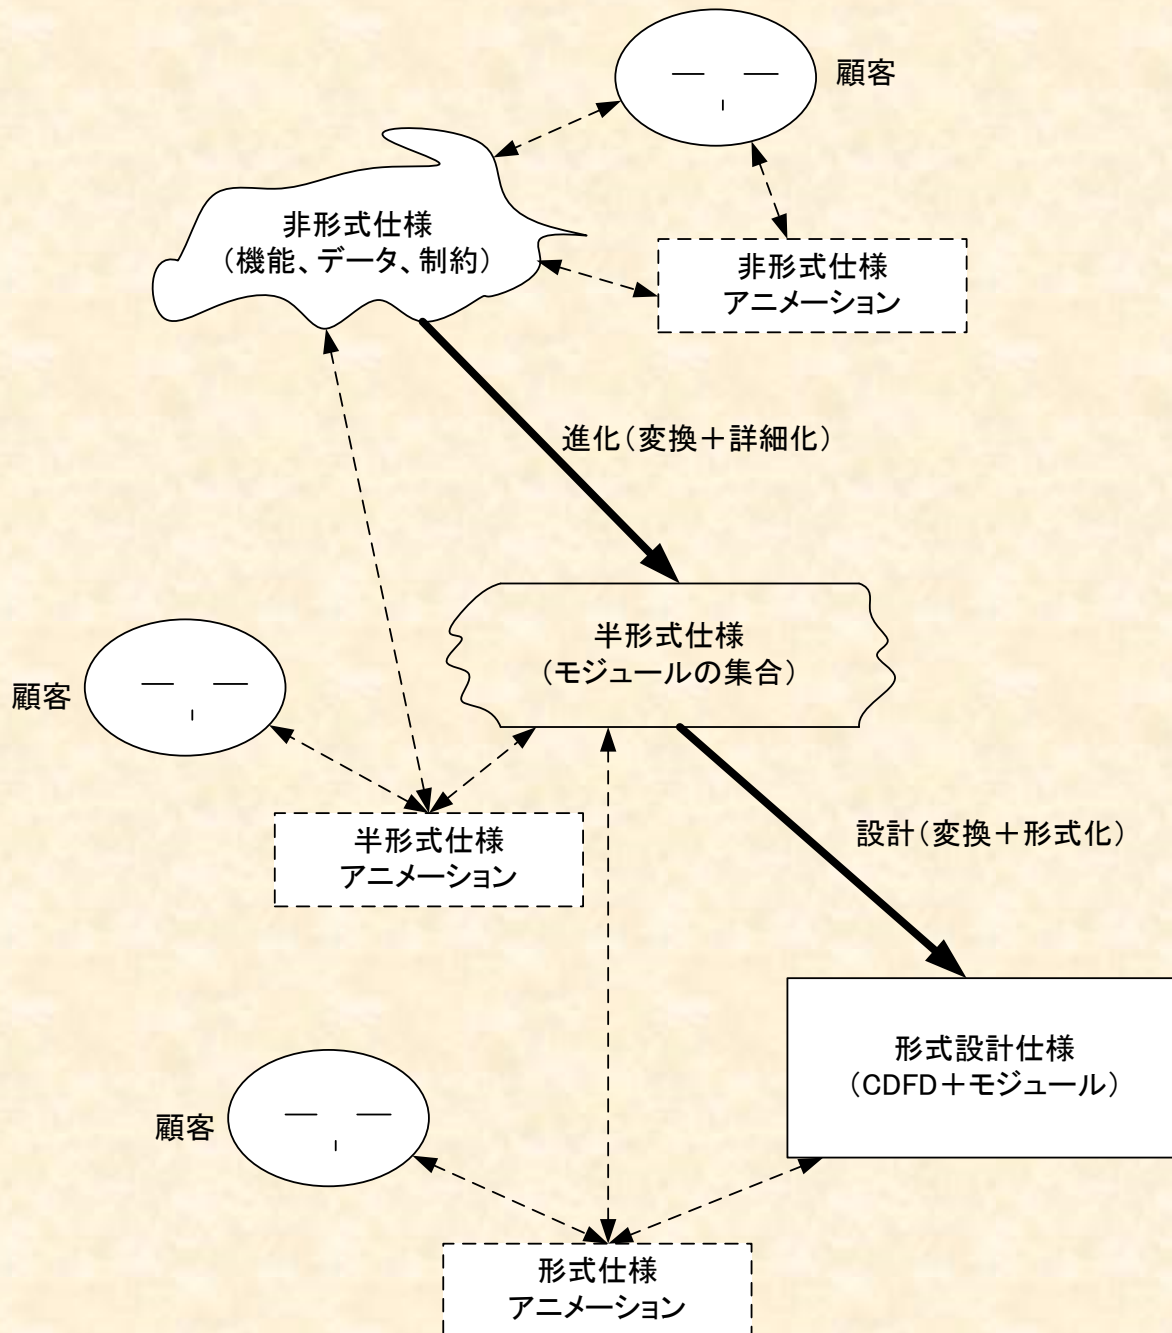 顧客
非形式仕様
（機能、データ、制約）
非形式仕様
アニメーション
進化（変換＋詳細化）
半形式仕様
（モジュールの集合）
顧客
半形式仕様
アニメーション
設計（変換＋形式化）
形式設計仕様
（CDFD＋モジュール）
顧客
形式仕様
アニメーション